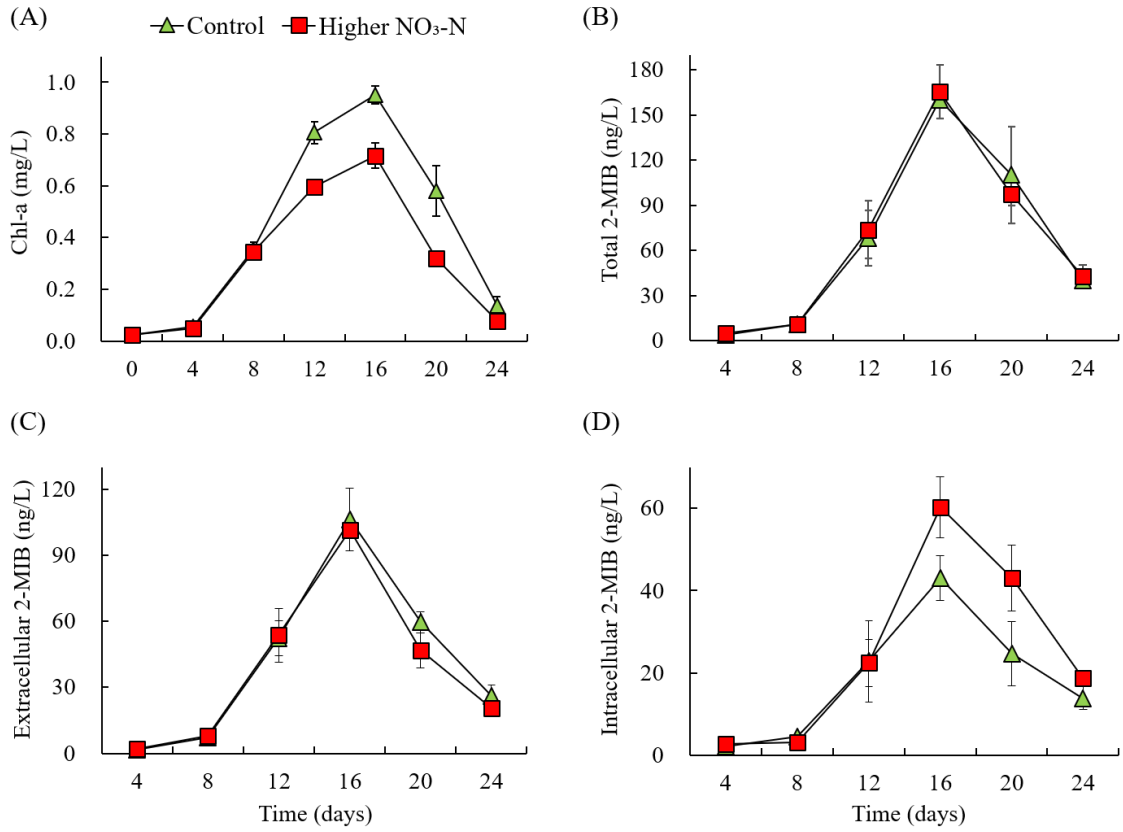 (A)
Control Higher NO₃-N
Chl-a (mg/L)
1.0
0.8
0.6
0.4
0.2
0.0
0 4 8 12 16 20 24
(B)
Total 2-MIB (ng/L)
180
150
120
90
60
30
0
4 8 12 16 20 24
(C)
Extracellular 2-MIB (ng/L)
120
90
60
30
0
4 8 12 16 20 24
Time (days)
(D)
Intracellular 2-MIB (ng/L)
60
40
20
0
4 8 12 16 20 24
Time (days)